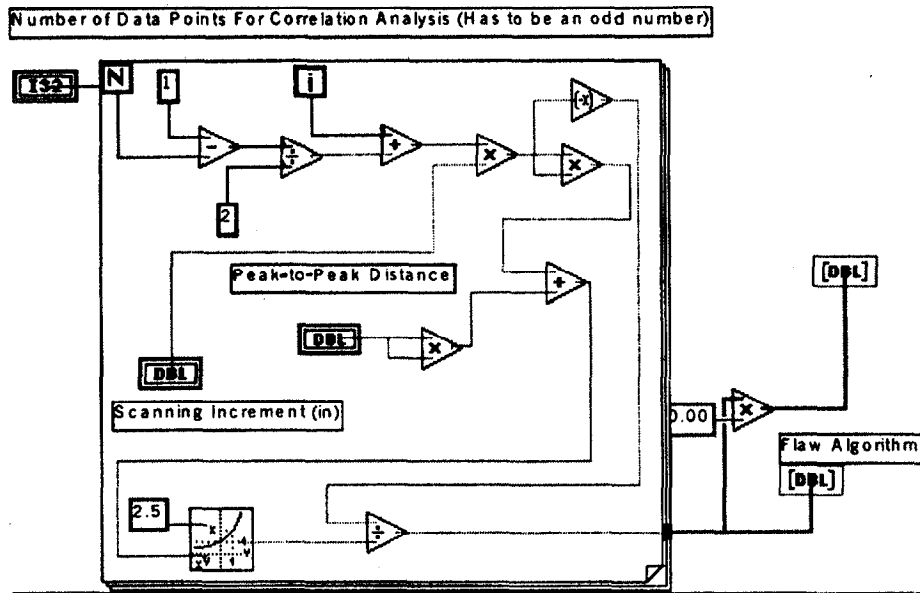 Number of Data Points For Correlation Analysis (Has to be an odd number)
I32
N
1
i
(-x)
-
÷
+
x
x
2
Peak-to-Peak Distance
+
[DBL]
DBL
x
DBL
Scanning Increment (in)
0.00
x
Flaw Algorithm
[DBL]
2.5
x
y
÷